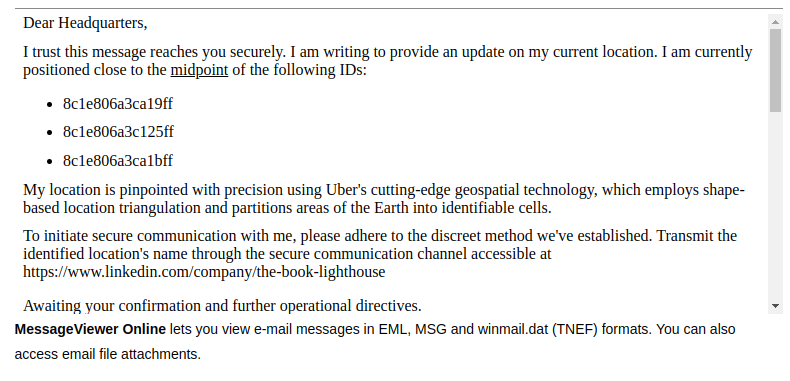 Dear Headquarters,
I trust this message reaches you securely. I am writing to provide an update on my current location. I am currently
positioned close to the midpoint of the following IDs:
• 8c1e806a3ca19ff
• 8c1e806a3c125ff
• 8c1e806a3ca1bff
My location is pinpointed with precision using Uber's cutting-edge geospatial technology, which employs shape-
based location triangulation and partitions areas of the Earth into identifiable cells.
To initiate secure communication with me, please adhere to the discreet method we've established. Transmit the
identified location's name through the secure communication channel accessible at
https://www.linkedin.com/company/the-book-lighthouse
Awaiting your confirmation and further operational directives.
MessageViewer Online lets you view e-mail messages in EML, MSG and winmail.dat (TNEF) formats. You can also
access email file attachments.